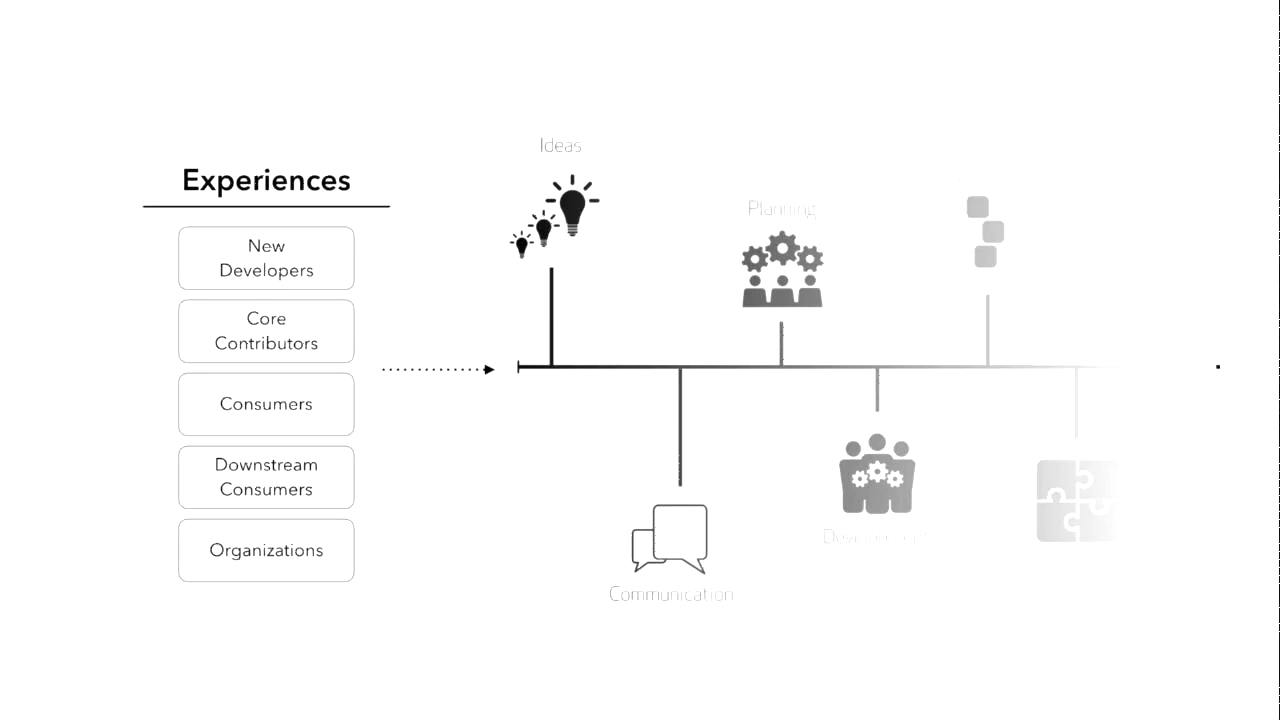 Experiences
New
Developers
Core
Contributors
Consumers
Downstream
Consumers
Organizations
Ideas
Planning
Communication